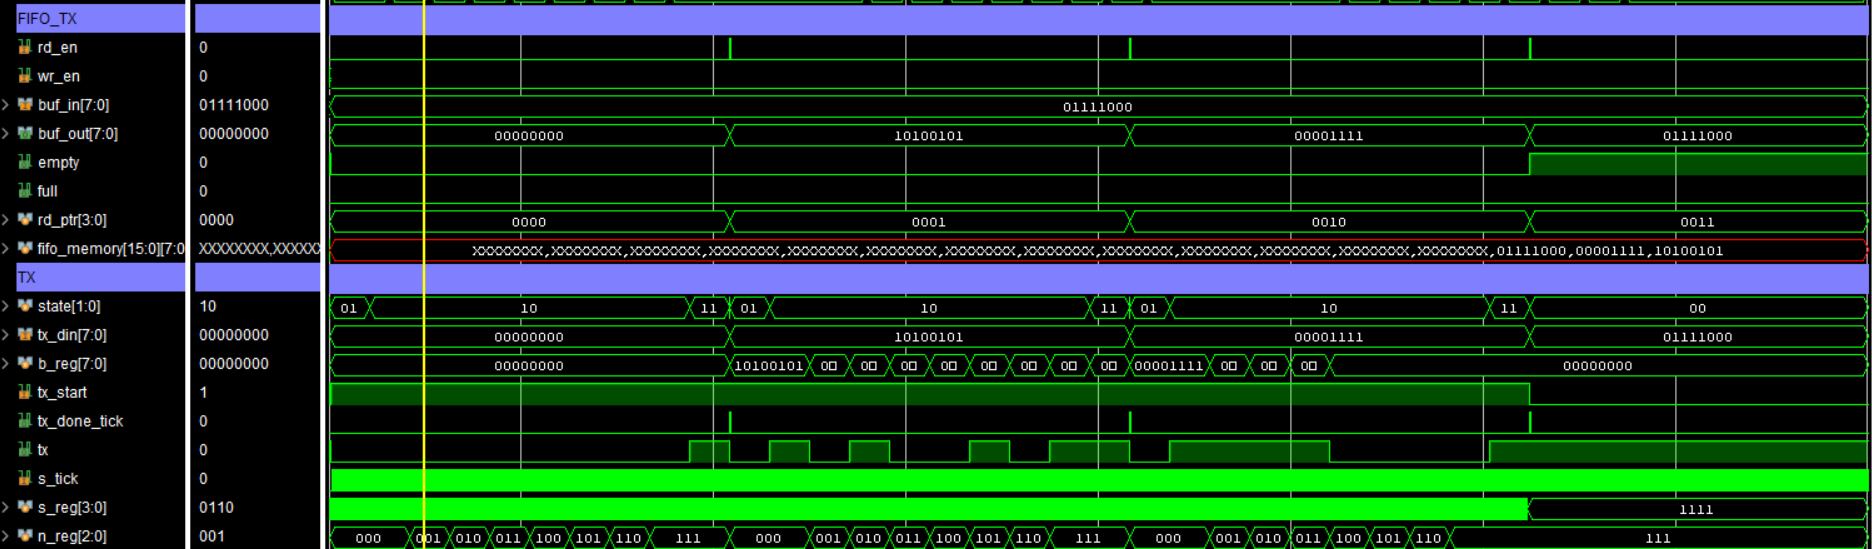 FIFO_TX
rd_en 0
wr_en 0
buf_in[7:0] 01111000 01111000
buf_out[7:0] 00000000 00000000 10100101 00001111 01111000
empty 0
full 0
rd_ptr[3:0] 0000 0000 0001 0010 0011
fifo_memory[15:0][7:0 XXXXXXXX,XXXXXX XXXXXXXX,XXXXXXXX,XXXXXXXX,XXXXXXXX,XXXXXXXX,XXXXXXXX,XXXXXXXX,XXXXXXXX,XXXXXXXX,XXXXXXXX,XXXXXXXX,XXXXXXXX,XXXXXXXX,01111000,00001111,10100101
TX
state[1:0] 10 01 10 11 01 10 11 01 10 11 00
tx_din[7:0] 00000000 00000000 10100101 00001111 01111000
b_reg[7:0] 00000000 00000000 10100101 00□ 00□ 00□ 00□ 00□ 00□ 00□ 00□ 00001111 00□ 00□ 00□ 00000000
tx_start 1
tx_done_tick 0
tx 0
s_tick 0
s_reg[3:0] 0110 1111
n_reg[2:0] 001 000 001 010 011 100 101 110 111 000 001 010 011 100 101 110 111 000 001 010 011 100 101 110 111